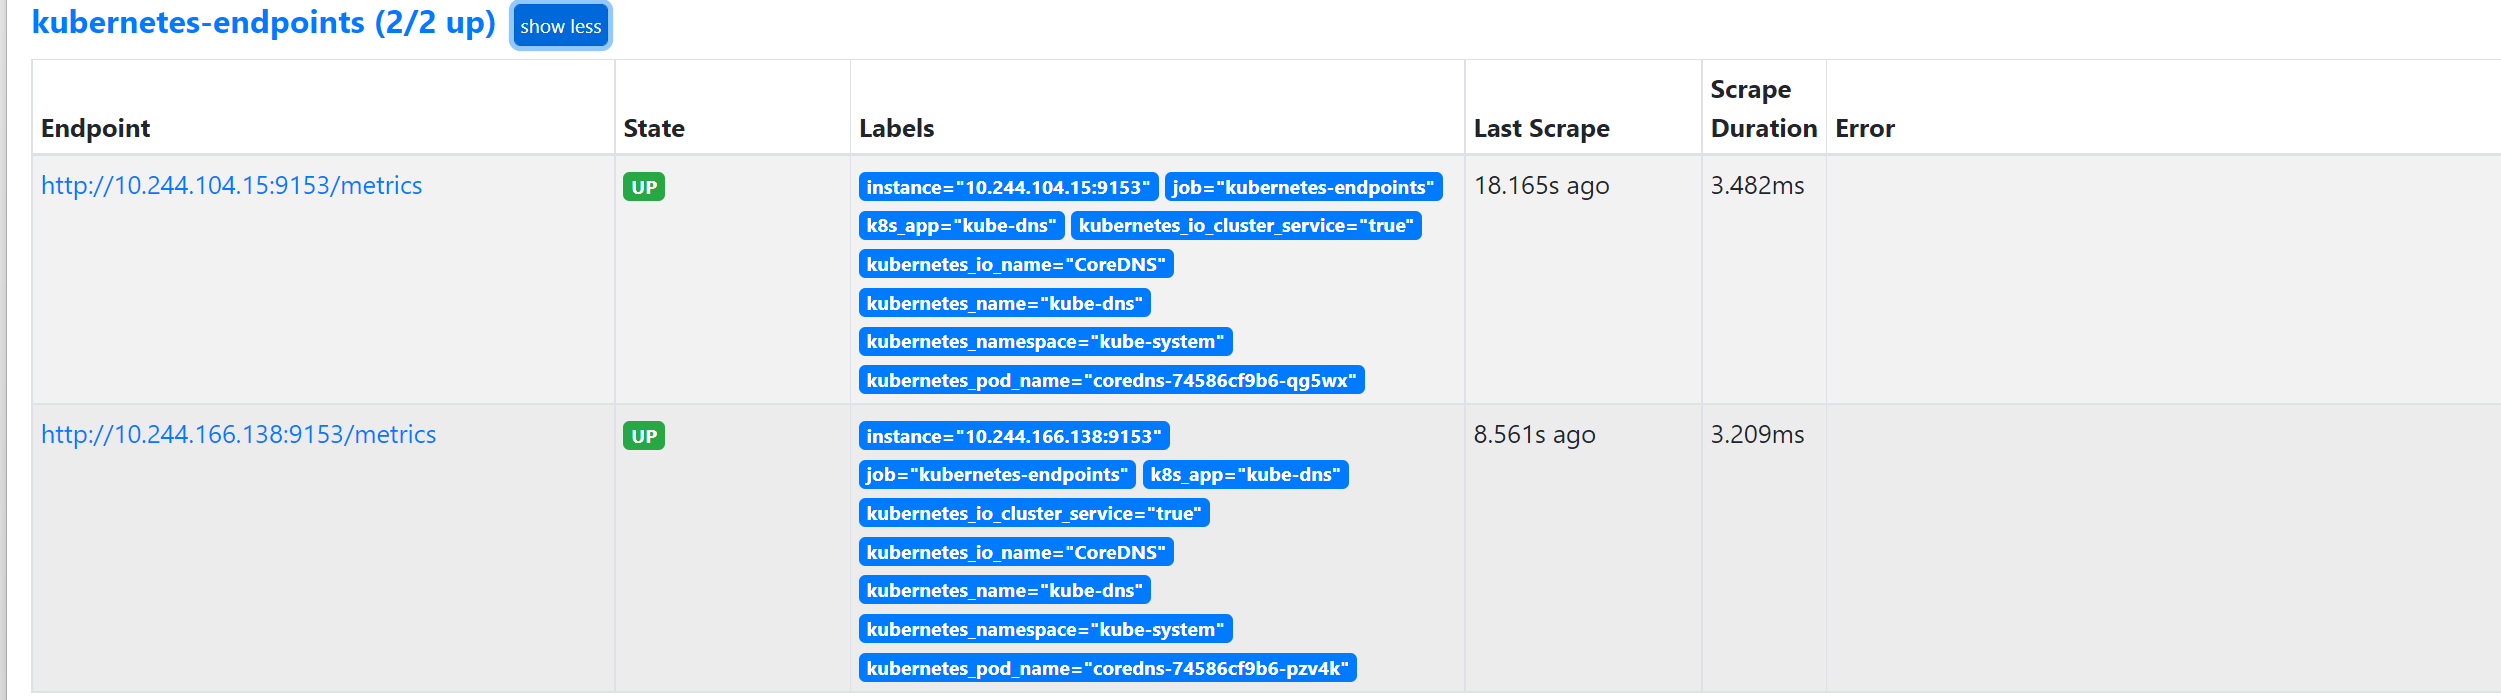 kubernetes-endpoints (2/2 up) show less
Endpoint State Labels Last Scrape Scrape Duration Error
http://10.244.104.15:9153/metrics UP instance="10.244.104.15:9153" job="kubernetes-endpoints" 18.165s ago 3.482ms
k8s_app="kube-dns" kubernetes_io_cluster_service="true"
kubernetes_io_name="CoreDNS"
kubernetes_name="kube-dns"
kubernetes_namespace="kube-system"
kubernetes_pod_name="coredns-74586cf9b6-qg5wx"
http://10.244.166.138:9153/metrics UP instance="10.244.166.138:9153" 8.561s ago 3.209ms
job="kubernetes-endpoints" k8s_app="kube-dns"
kubernetes_io_cluster_service="true"
kubernetes_io_name="CoreDNS"
kubernetes_name="kube-dns"
kubernetes_namespace="kube-system"
kubernetes_pod_name="coredns-74586cf9b6-pzv4k"